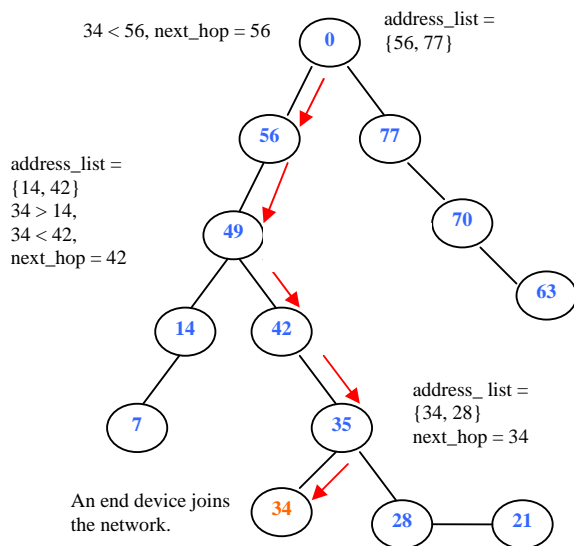 34 < 56, next_hop = 56
address_list =
{56, 77}
0
56
77
address_list =
{14, 42}
34 > 14,
34 < 42,
next_hop = 42
49
70
63
14
42
7
35
address_ list =
{34, 28}
next_hop = 34
An end device joins
the network.
34
28
21